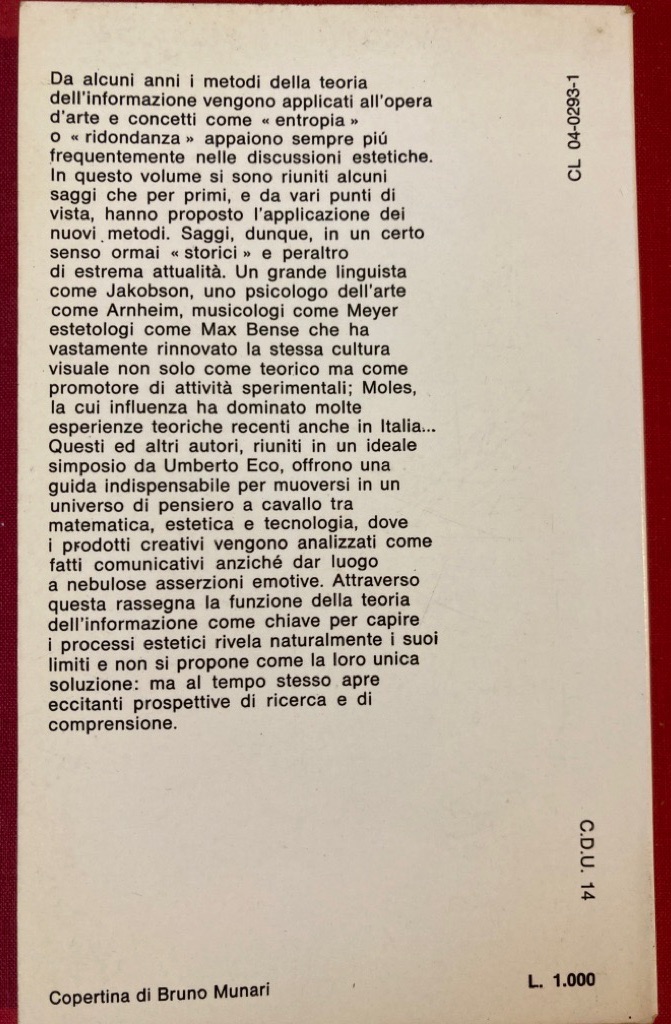 Da alcuni anni i metodi della teoria
dell'informazione vengono applicati all'opera
d'arte e concetti come « entropia »
o « ridondanza » appaiono sempre piú
frequentemente nelle discussioni estetiche.
In questo volume si sono riuniti alcuni
saggi che per primi, e da vari punti di
vista, hanno proposto l'applicazione dei
nuovi metodi. Saggi, dunque, in un certo
senso ormai « storici » e peraltro
di estrema attualità. Un grande linguista
come Jakobson, uno psicologo dell'arte
come Arnheim, musicologi come Meyer
estetologi come Max Bense che ha
vastamente rinnovato la stessa cultura
visuale non solo come teorico ma come
promotore di attività sperimentali; Moles,
la cui influenza ha dominato molte
esperienze teoriche recenti anche in Italia...
Questi ed altri autori, riuniti in un ideale
simposio da Umberto Eco, offrono una
guida indispensabile per muoversi in un
universo di pensiero a cavallo tra
matematica, estetica e tecnologia, dove
i prodotti creativi vengono analizzati come
fatti comunicativi anziché dar luogo
a nebulose asserzioni emotive. Attraverso
questa rassegna la funzione della teoria
dell'informazione come chiave per capire
i processi estetici rivela naturalmente i suoi
limiti e non si propone come la loro unica
soluzione: ma al tempo stesso apre
eccitanti prospettive di ricerca e di
comprensione.
CL 04-0293-1
C.D.U. 14
Copertina di Bruno Munari
L. 1.000